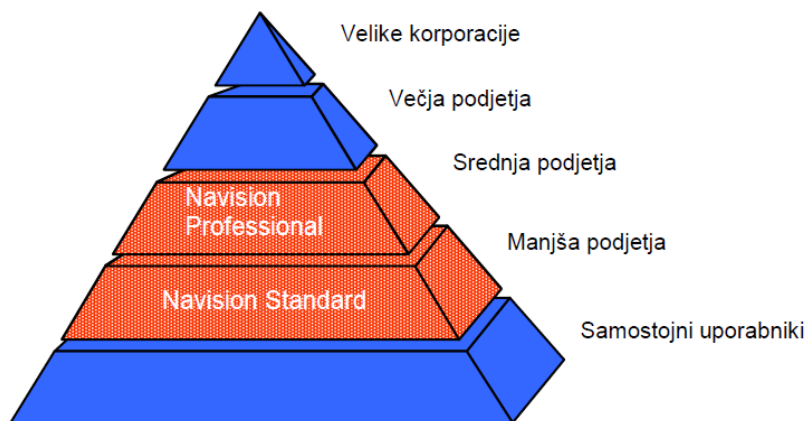 Velike korporacije
Večja podjetja
Srednja podjetja
Navision
Professional
Manjša podjetja
Navision Standard
Samostojni uporabniki